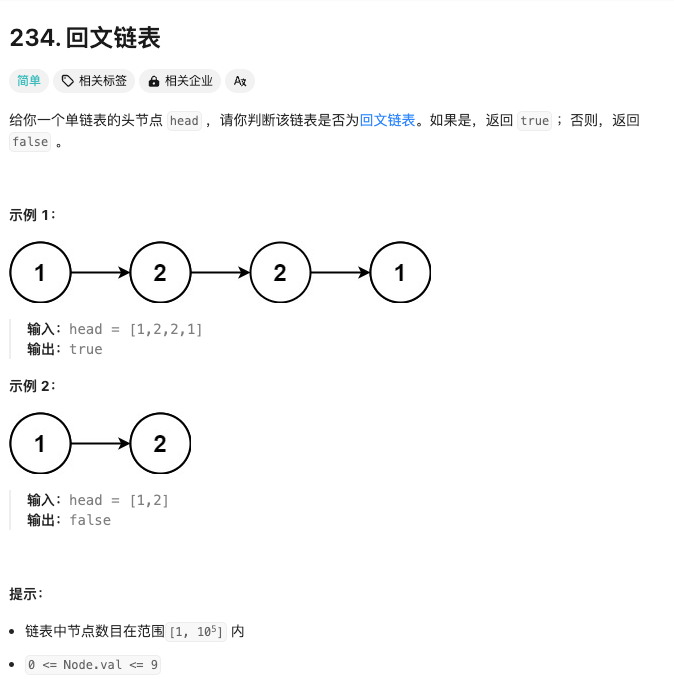 234. 回文链表
简单 相关标签 相关企业 Aʐ
给你一个单链表的头节点 head ，请你判断该链表是否为回文链表。如果是，返回 true ；否则，返回
false 。
示例 1：
1 2 2 1
输入：head = [1,2,2,1]
输出：true
示例 2：
1 2
输入：head = [1,2]
输出：false
提示：
• 链表中节点数目在范围 [1, 10⁵] 内
• 0 <= Node.val <= 9